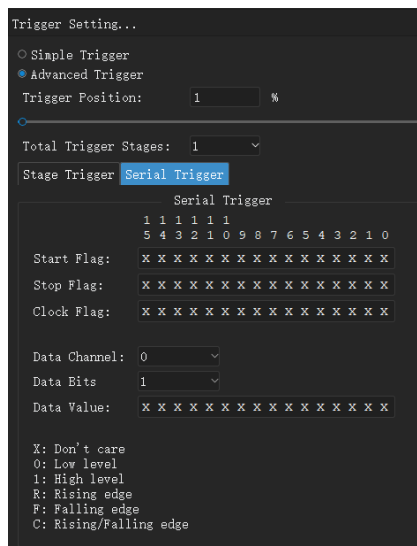 Trigger Setting...
Simple Trigger
Advanced Trigger
Trigger Position: 1 %
Total Trigger Stages: 1
Stage Trigger Serial Trigger
Serial Trigger
1 1 1 1 1 1
5 4 3 2 1 0 9 8 7 6 5 4 3 2 1 0
Start Flag: X X X X X X X X X X X X X X X X
Stop Flag: X X X X X X X X X X X X X X X X
Clock Flag: X X X X X X X X X X X X X X X X
Data Channel: 0
Data Bits 1
Data Value: X X X X X X X X X X X X X X X X
X: Don't care
0: Low level
1: High level
R: Rising edge
F: Falling edge
C: Rising/Falling edge